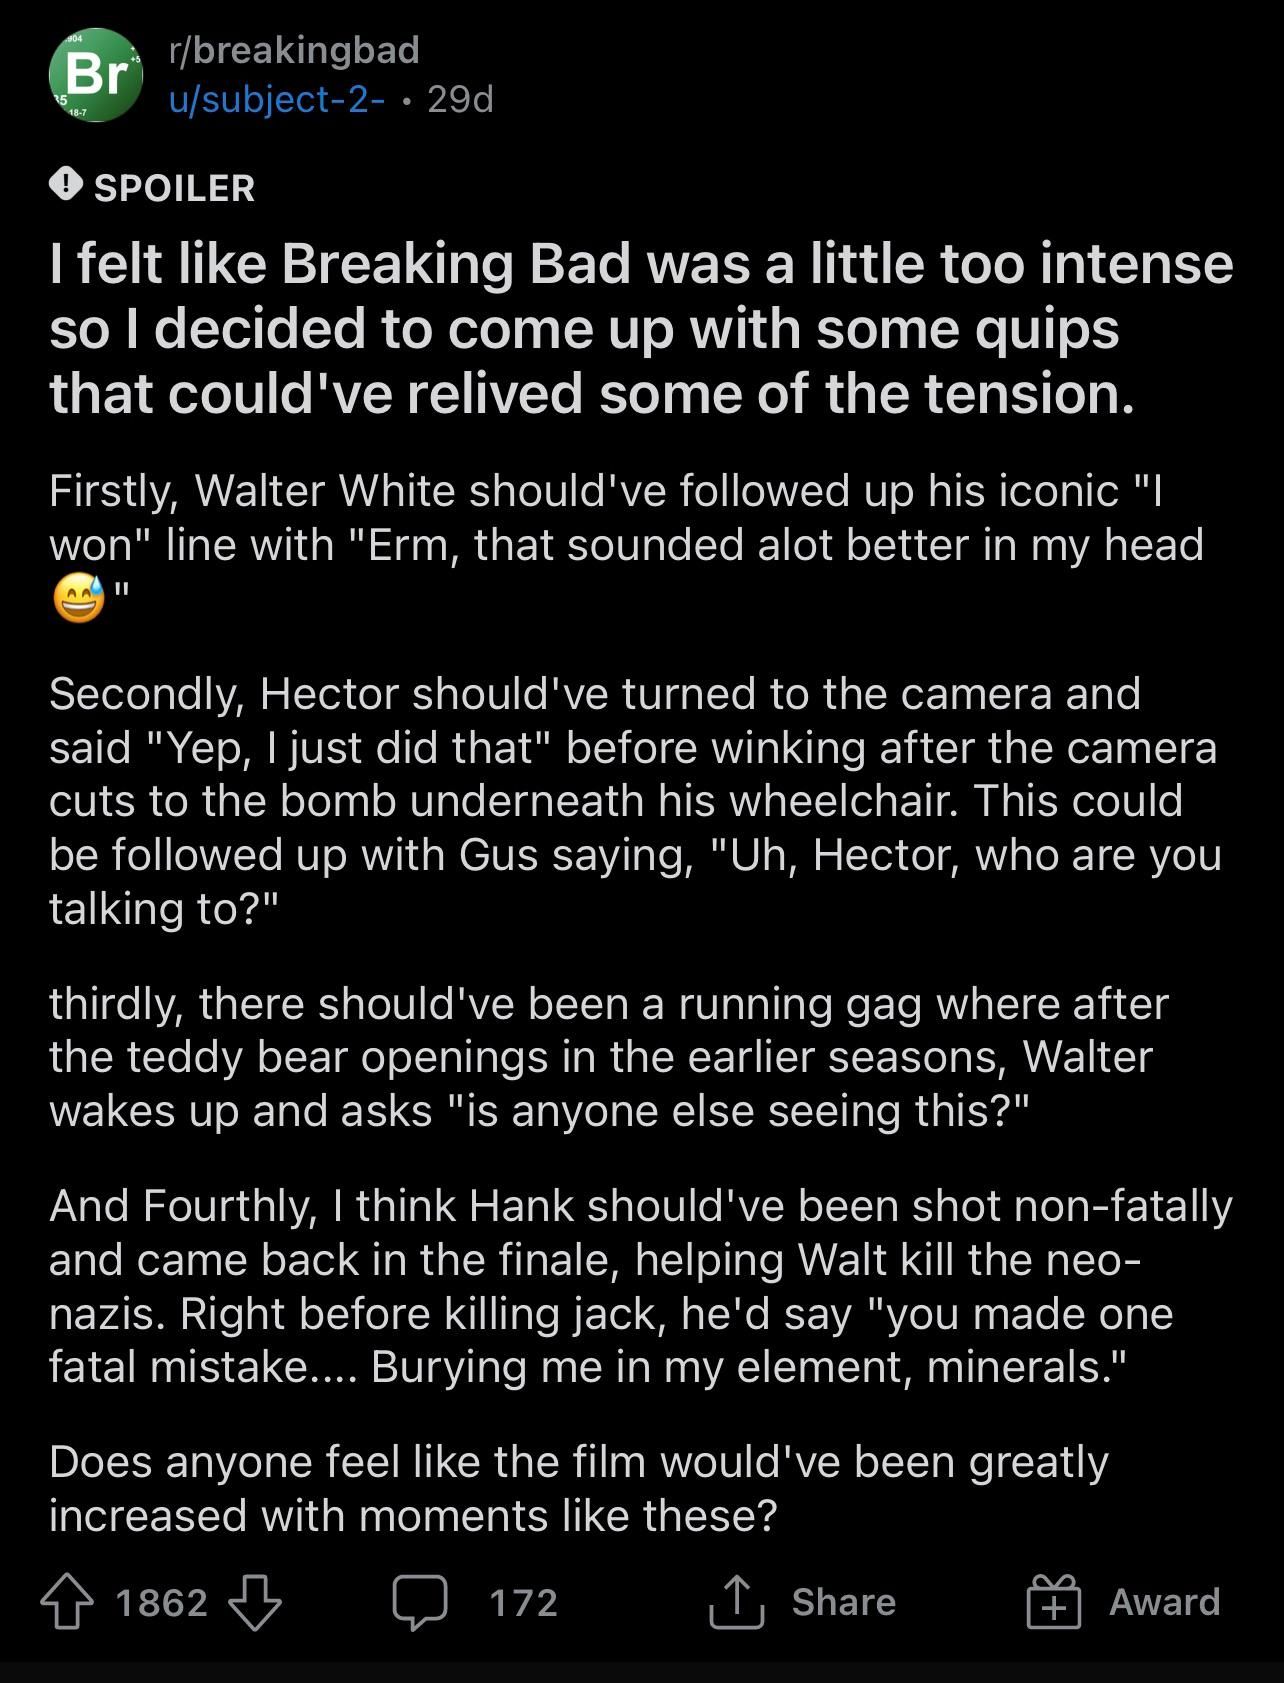 .904
+
+5
Br
35
18-7
r/breakingbad
u/subject-2- • 29d
SPOILER
I felt like Breaking Bad was a little too intense
so I decided to come up with some quips
that could've relived some of the tension.
Firstly, Walter White should've followed up his iconic "I
won" line with "Erm, that sounded alot better in my head
😅"
Secondly, Hector should've turned to the camera and
said "Yep, I just did that" before winking after the camera
cuts to the bomb underneath his wheelchair. This could
be followed up with Gus saying, "Uh, Hector, who are you
talking to?"
thirdly, there should've been a running gag where after
the teddy bear openings in the earlier seasons, Walter
wakes up and asks "is anyone else seeing this?"
And Fourthly, I think Hank should've been shot non-fatally
and came back in the finale, helping Walt kill the neo-
nazis. Right before killing jack, he'd say "you made one
fatal mistake.... Burying me in my element, minerals."
Does anyone feel like the film would've been greatly
increased with moments like these?
1862 172 Share Award